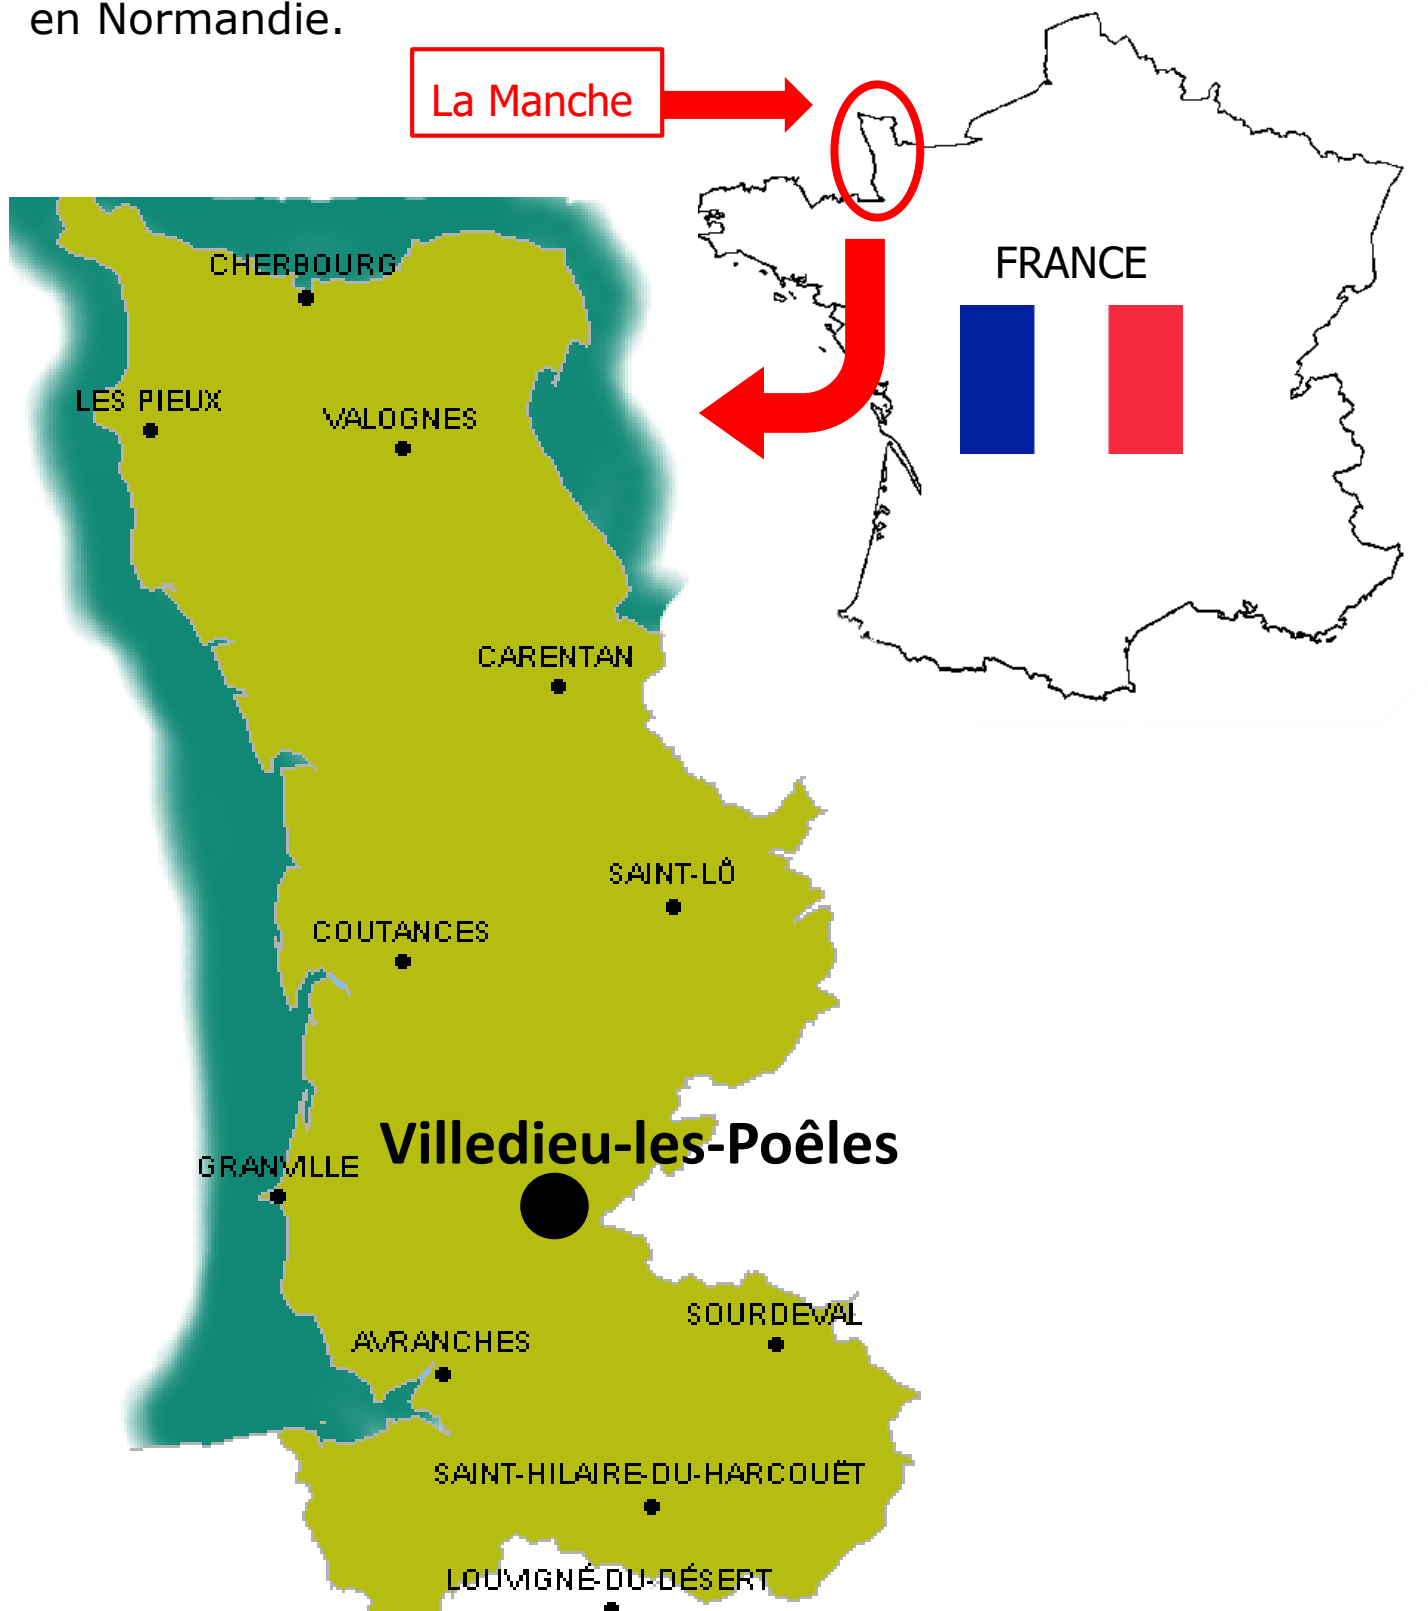 en Normandie.
La Manche
FRANCE
CHERBOURG
LES PIEUX
VALOGNES
CARENTAN
SAINT-LÔ
COUTANCES
Villedieu-les-Poêles
GRANVILLE
SOURDEVAL
AVRANCHES
SAINT-HILAIRE-DU-HARCOUËT
LOUVIGNÉ-DU-DÉSERT